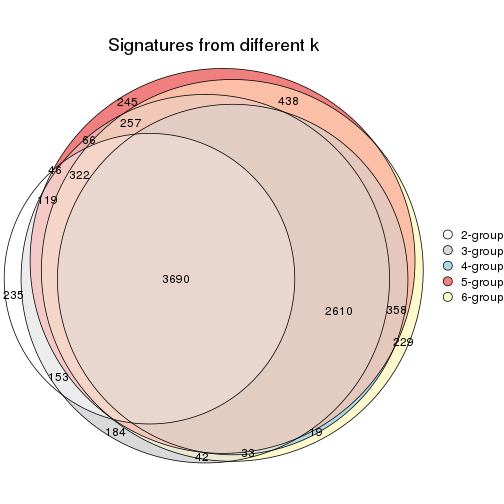 Signatures from different k
245
438
257
66
46
322
119
3690
235
2610
358
229
153
184
19
33
42
2-group
3-group
4-group
5-group
6-group